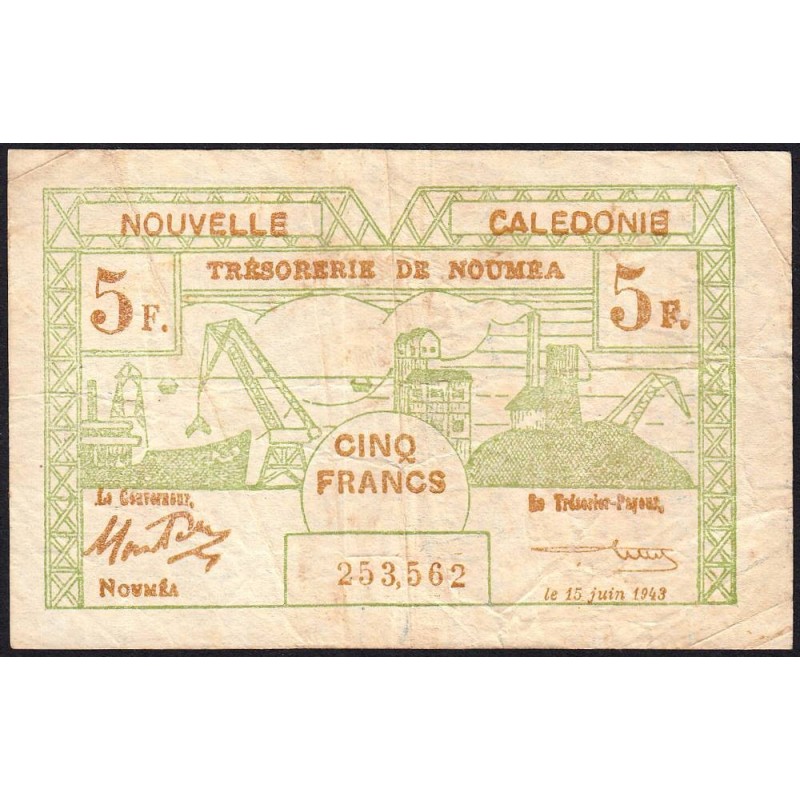 NOUVELLE CALEDONIE
TRÉSORERIE DE NOUMÉA
5 F. 5 F.
CINQ
FRANCS
Le Gouverneur, Le Trésorier-Payeur,
NOUMÉA
253,562
le 15 juin 1943